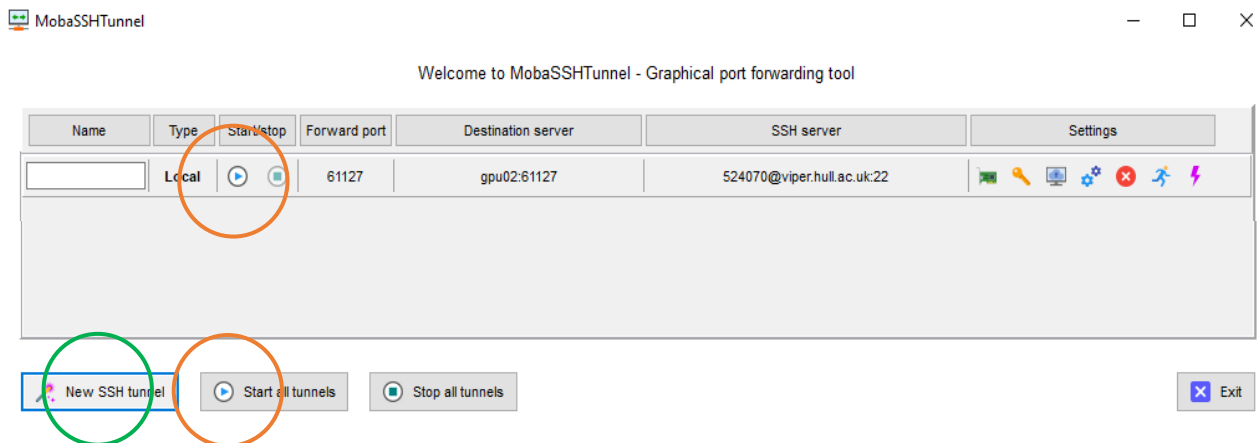 MobaSSHTunnel
Welcome to MobaSSHTunnel - Graphical port forwarding tool
Name Type Start/stop Forward port Destination server SSH server Settings
Local 61127 gpu02:61127 524070@viper.hull.ac.uk:22
New SSH tunnel Start all tunnels Stop all tunnels Exit